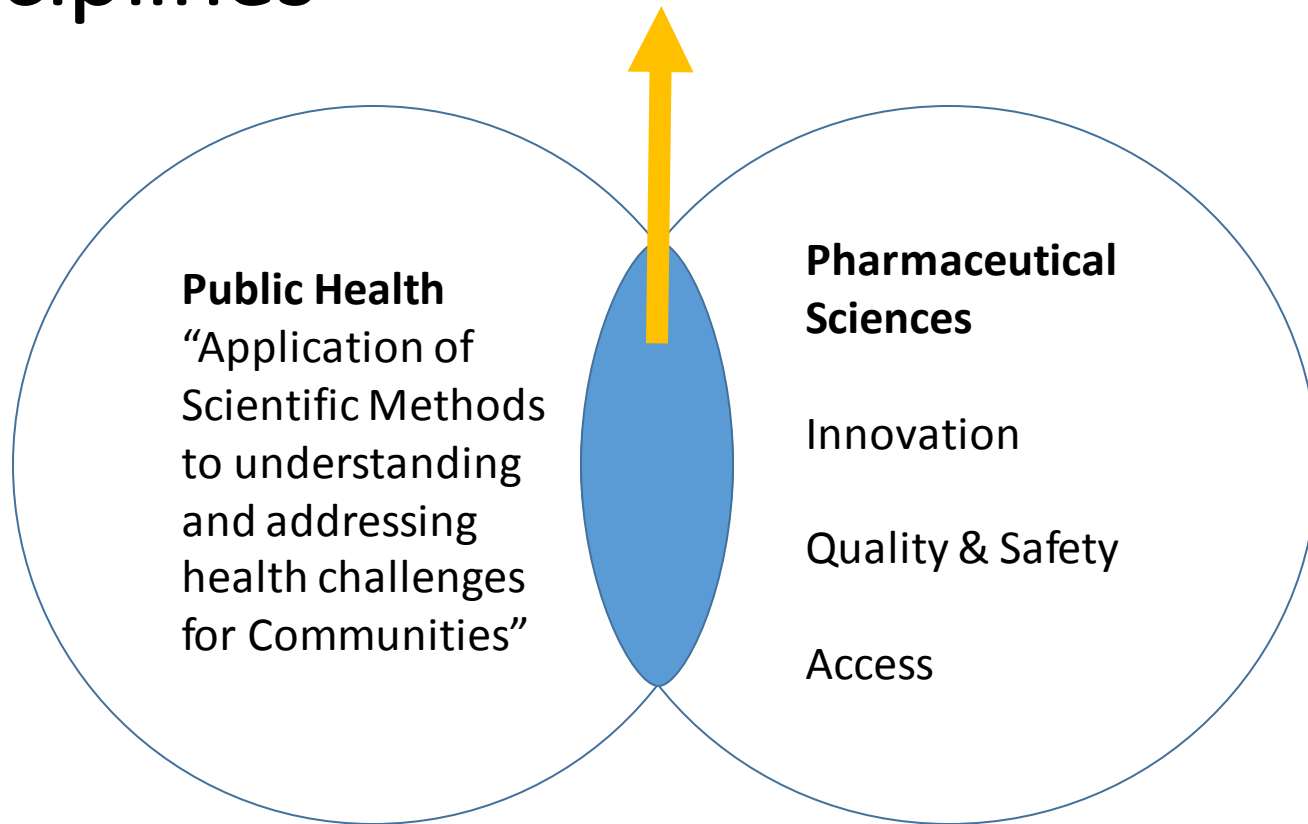 Public Health
“Application of
Scientific Methods
to understanding
and addressing
health challenges
for Communities”
Pharmaceutical
Sciences
Innovation
Quality & Safety
Access